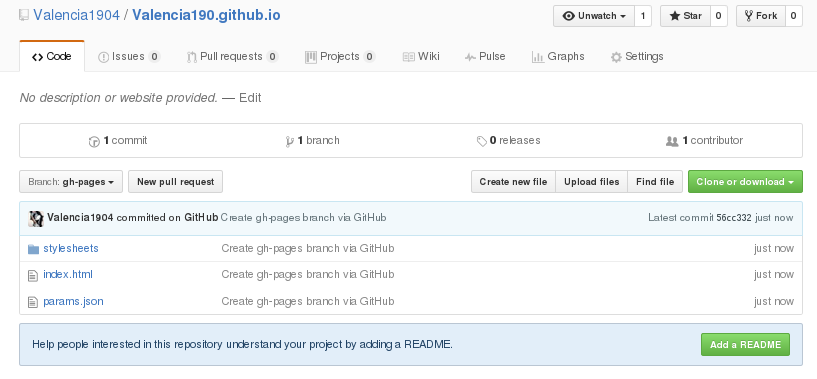 Valencia1904 / Valencia190.github.io
Unwatch 1 Star 0 Fork 0
Code Issues 0 Pull requests 0 Projects 0 Wiki Pulse Graphs Settings
No description or website provided. — Edit
1 commit 1 branch 0 releases 1 contributor
Branch: gh-pages New pull request Create new file Upload files Find file Clone or download
Valencia1904 committed on GitHub Create gh-pages branch via GitHub Latest commit 56cc332 just now
stylesheets Create gh-pages branch via GitHub just now
index.html Create gh-pages branch via GitHub just now
params.json Create gh-pages branch via GitHub just now
Help people interested in this repository understand your project by adding a README. Add a README